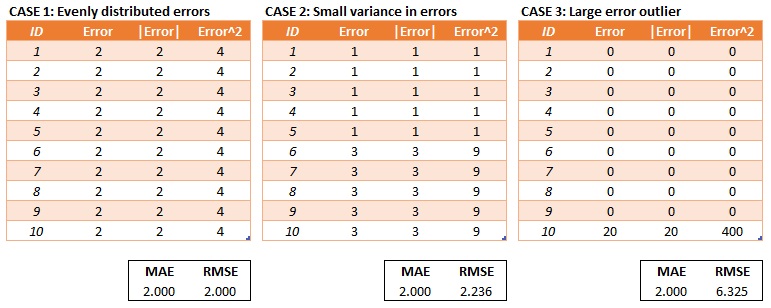 CASE 1: Evenly distributed errors
ID Error |Error| Error^2
1 2 2 4
2 2 2 4
3 2 2 4
4 2 2 4
5 2 2 4
6 2 2 4
7 2 2 4
8 2 2 4
9 2 2 4
10 2 2 4
MAE RMSE
2.000 2.000
CASE 2: Small variance in errors
ID Error |Error| Error^2
1 1 1 1
2 1 1 1
3 1 1 1
4 1 1 1
5 1 1 1
6 3 3 9
7 3 3 9
8 3 3 9
9 3 3 9
10 3 3 9
MAE RMSE
2.000 2.236
CASE 3: Large error outlier
ID Error |Error| Error^2
1 0 0 0
2 0 0 0
3 0 0 0
4 0 0 0
5 0 0 0
6 0 0 0
7 0 0 0
8 0 0 0
9 0 0 0
10 20 20 400
MAE RMSE
2.000 6.325